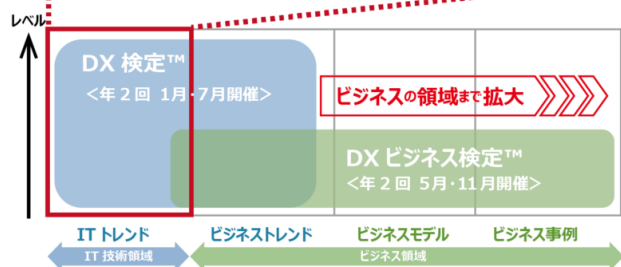 レベル
DX 検定™
＜年２回 1月・7月開催＞
ビジネスの領域まで拡大
DX ビジネス検定™
＜年２回 5月・11月開催＞
IT トレンド
ビジネストレンド
ビジネスモデル
ビジネス事例
IT 技術領域
ビジネス領域